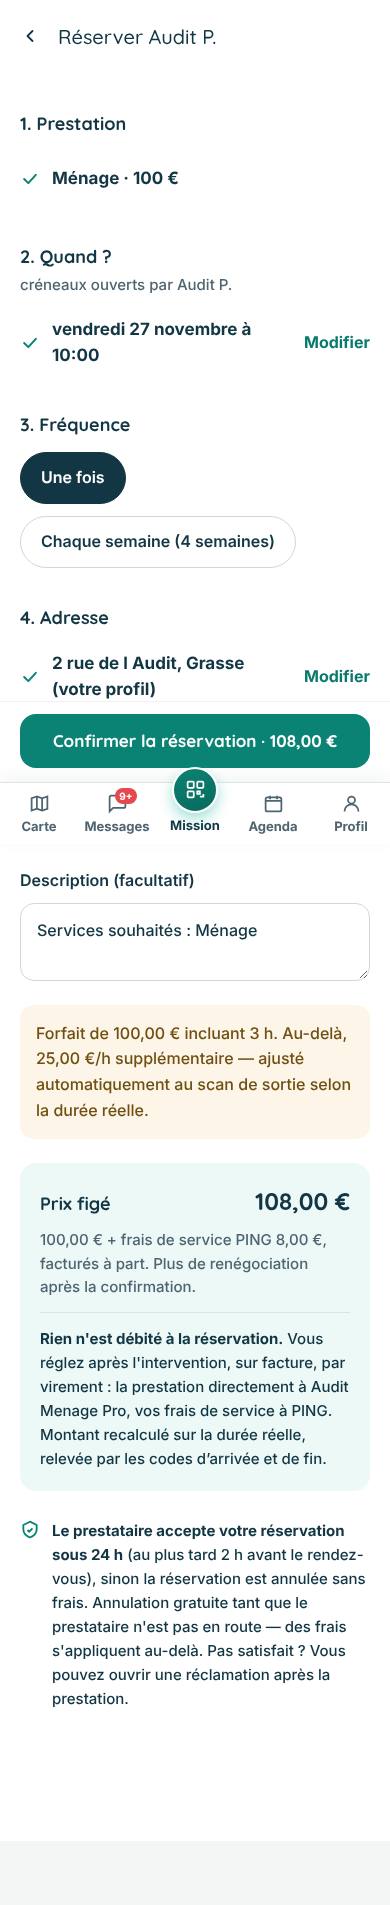 Réserver Audit P.
1. Prestation
Ménage · 100 €
2. Quand ?
créneaux ouverts par Audit P.
vendredi 27 novembre à
10:00
Modifier
3. Fréquence
Une fois
Chaque semaine (4 semaines)
4. Adresse
2 rue de l Audit, Grasse
(votre profil)
Modifier
Confirmer la réservation · 108,00 €
9+
Carte
Messages
Mission
Agenda
Profil
Description (facultatif)
Services souhaités : Ménage
Forfait de 100,00 € incluant 3 h. Au-delà,
25,00 €/h supplémentaire — ajusté
automatiquement au scan de sortie selon
la durée réelle.
Prix figé
108,00 €
100,00 € + frais de service PING 8,00 €,
facturés à part. Plus de renégociation
après la confirmation.
Rien n'est débité à la réservation. Vous
réglez après l'intervention, sur facture, par
virement : la prestation directement à Audit
Menage Pro, vos frais de service à PING.
Montant recalculé sur la durée réelle,
relevée par les codes d’arrivée et de fin.
Le prestataire accepte votre réservation
sous 24 h (au plus tard 2 h avant le rendez-
vous), sinon la réservation est annulée sans
frais. Annulation gratuite tant que le
prestataire n'est pas en route — des frais
s'appliquent au-delà. Pas satisfait ? Vous
pouvez ouvrir une réclamation après la
prestation.